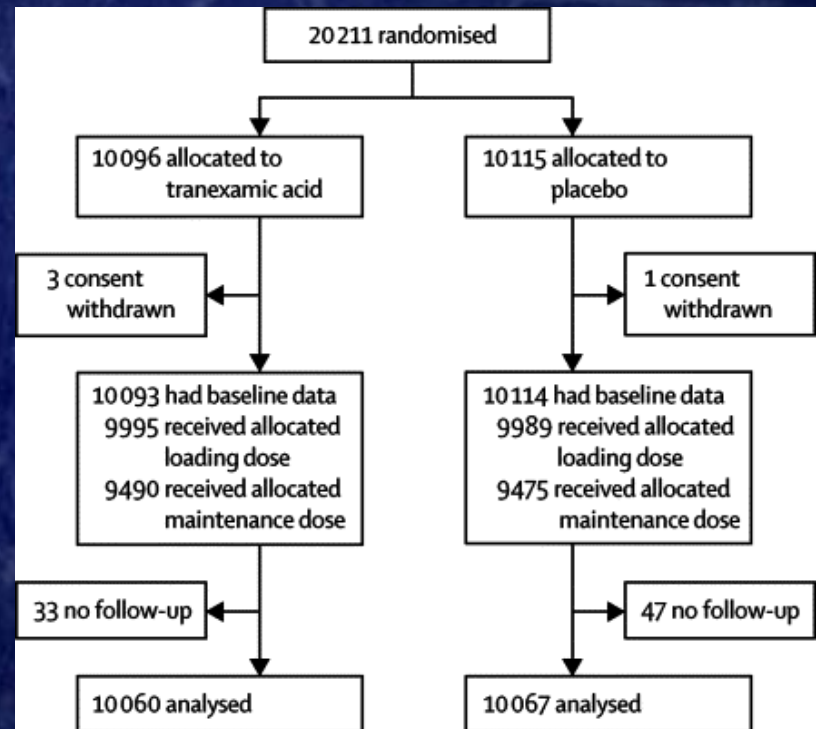 20 211 randomised
10 096 allocated to
tranexamic acid
10 115 allocated to
placebo
3 consent
withdrawn
1 consent
withdrawn
10 093 had baseline data
9995 received allocated
loading dose
9490 received allocated
maintenance dose
10 114 had baseline data
9989 received allocated
loading dose
9475 received allocated
maintenance dose
33 no follow-up
47 no follow-up
10 060 analysed
10 067 analysed